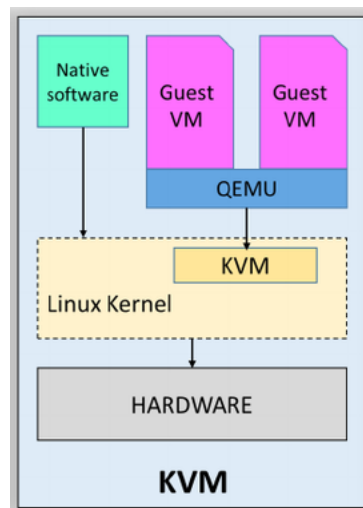 Native
software
Guest
VM
Guest
VM
QEMU
KVM
Linux Kernel
HARDWARE
KVM